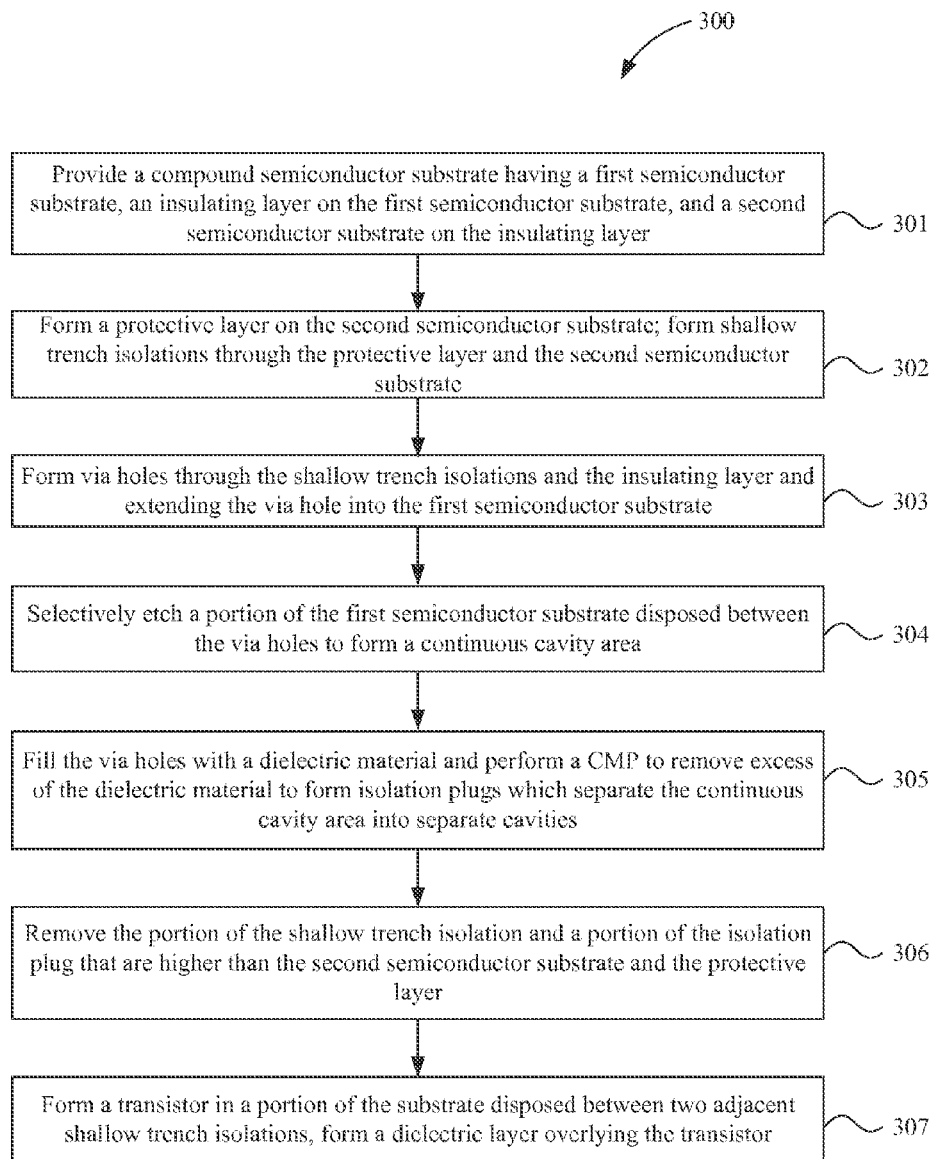 300
Provide a compound semiconductor substrate having a first semiconductor
substrate, an insulating layer on the first semiconductor substrate, and a second
semiconductor substrate on the insulating layer
301
Form a protective layer on the second semiconductor substrate; form shallow
trench isolations through the protective layer and the second semiconductor
substrate
302
Form via holes through the shallow trench isolations and the insulating layer and
extending the via hole into the first semiconductor substrate
303
Selectively etch a portion of the first semiconductor substrate disposed between
the via holes to form a continuous cavity area
304
Fill the via holes with a dielectric material and perform a CMP to remove excess
of the dielectric material to form isolation plugs which separate the continuous
cavity area into separate cavities
305
Remove the portion of the shallow trench isolation and a portion of the isolation
plug that are higher than the second semiconductor substrate and the protective
layer
306
Form a transistor in a portion of the substrate disposed between two adjacent
shallow trench isolations, form a dielectric layer overlying the transistor
307